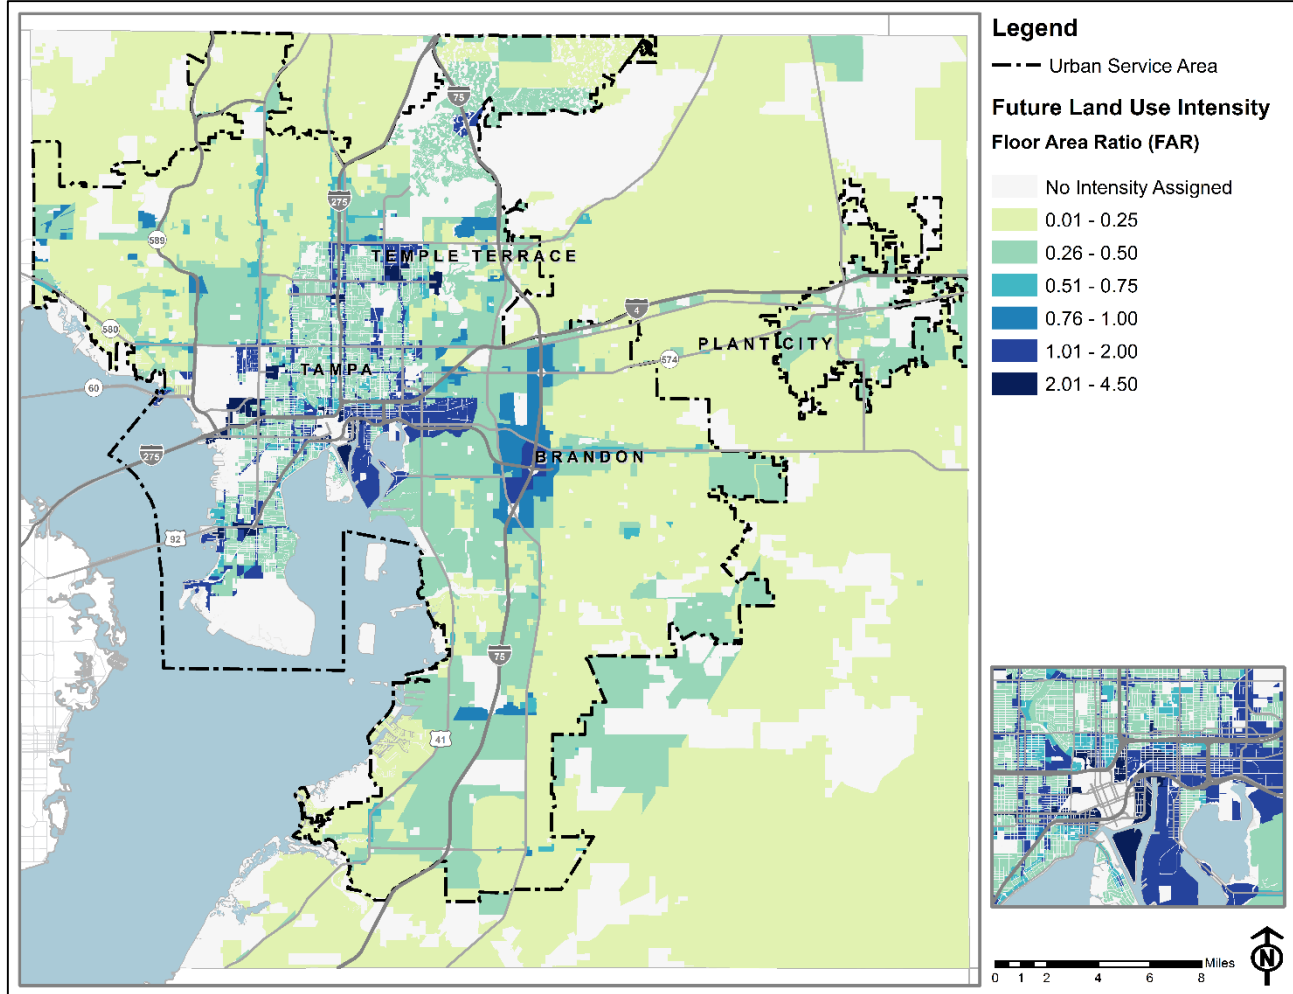 Legend
Urban Service Area
Future Land Use Intensity
Floor Area Ratio (FAR)
No Intensity Assigned
0.01 - 0.25
0.26 - 0.50
0.51 - 0.75
0.76 - 1.00
1.01 - 2.00
2.01 - 4.50
75
275
589
TEMPLE TERRACE
4
580
PLANT CITY
574
TAMPA
60
275
BRANDON
92
75
41
N
Miles
0 1 2 4 6 8